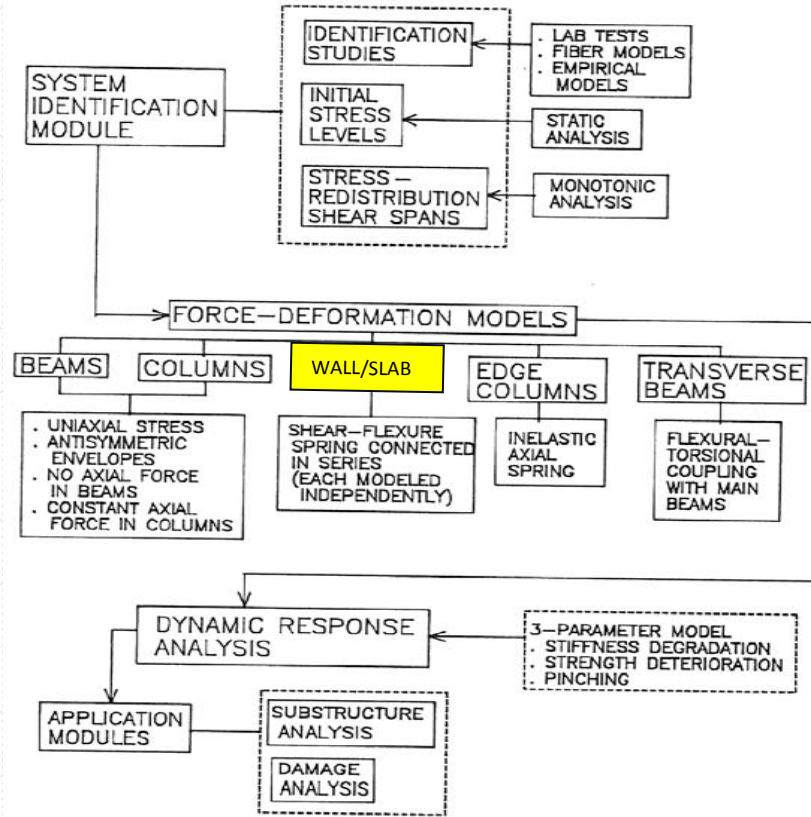 SYSTEM
IDENTIFICATION
MODULE
IDENTIFICATION
STUDIES
. LAB TESTS
. FIBER MODELS
. EMPIRICAL
MODELS
INITIAL
STRESS
LEVELS
STATIC
ANALYSIS
STRESS—
REDISTRIBUTION
SHEAR SPANS
MONOTONIC
ANALYSIS
FORCE—DEFORMATION MODELS
BEAMS
COLUMNS
WALL/SLAB
EDGE
COLUMNS
TRANSVERSE
BEAMS
. UNIAXIAL STRESS
. ANTISYMMETRIC
ENVELOPES
. NO AXIAL FORCE
IN BEAMS
. CONSTANT AXIAL
FORCE IN COLUMNS
SHEAR—FLEXURE
SPRING CONNECTED
IN SERIES
(EACH MODELED
INDEPENDENTLY)
INELASTIC
AXIAL
SPRING
FLEXURAL—
TORSIONAL
COUPLING
WITH MAIN
BEAMS
DYNAMIC RESPONSE
ANALYSIS
3—PARAMETER MODEL
. STIFFNESS DEGRADATION
. STRENGTH DETERIORATION
. PINCHING
APPLICATION
MODULES
SUBSTRUCTURE
ANALYSIS
DAMAGE
ANALYSIS